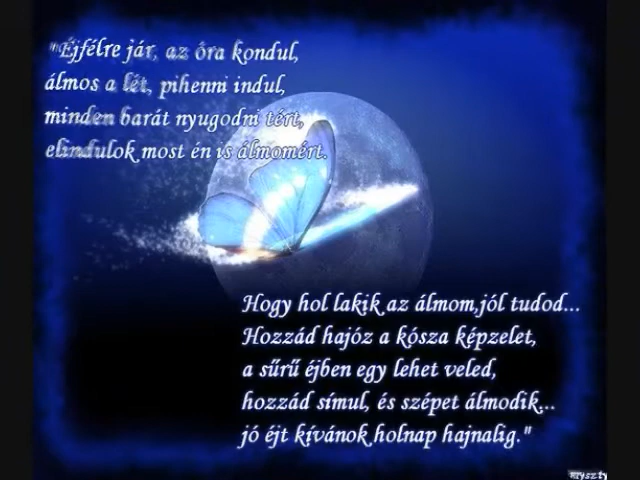 "Éjfélre jár, az óra kondul,
álmos a lét, pihenni indul,
minden barát nyugodni tért,
elindulok most én is álmomért.
Hogy hol lakik az álmom,jól tudod...
Hozzád hajóz a kósza képzelet,
a sűrű éjben egy lehet veled,
hozzád símul, és szépet álmodik...
jó éjt kívánok holnap hajnalig."
myszty